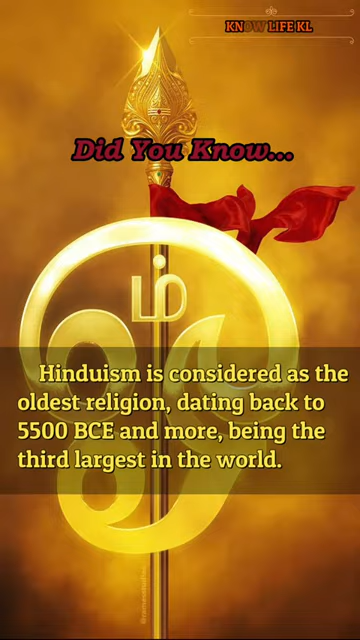 KNOW LIFE KL
Did You Know...
ஓம்
Hinduism is considered as the
oldest religion, dating back to
5500 BCE and more, being the
third largest in the world.